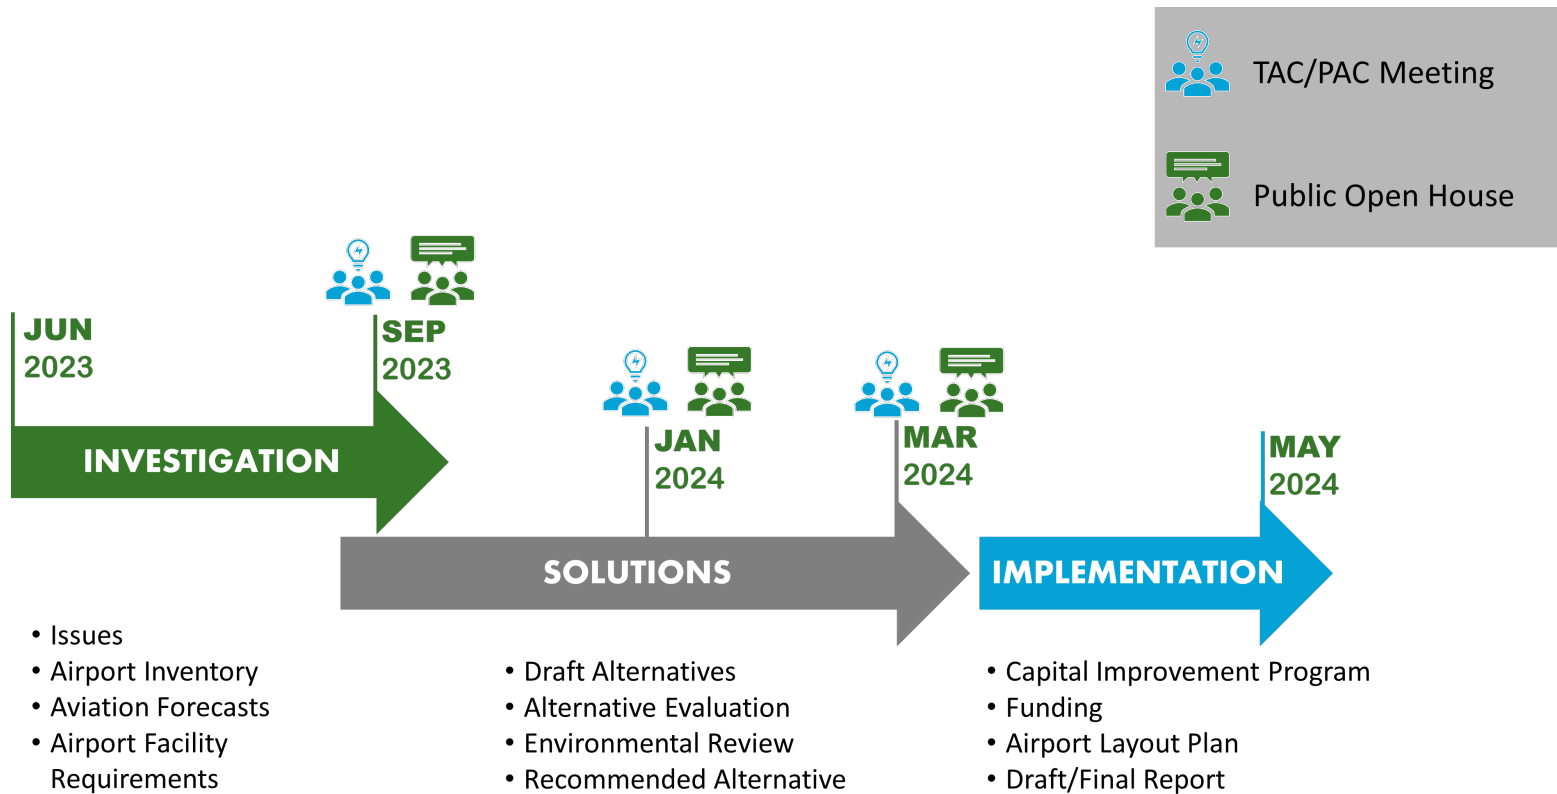 TAC/PAC Meeting
Public Open House
JUN
2023
SEP
2023
JAN
2024
MAR
2024
MAY
2024
INVESTIGATION
SOLUTIONS
IMPLEMENTATION
• Issues
• Airport Inventory
• Aviation Forecasts
• Airport Facility
Requirements
• Draft Alternatives
• Alternative Evaluation
• Environmental Review
• Recommended Alternative
• Capital Improvement Program
• Funding
• Airport Layout Plan
• Draft/Final Report